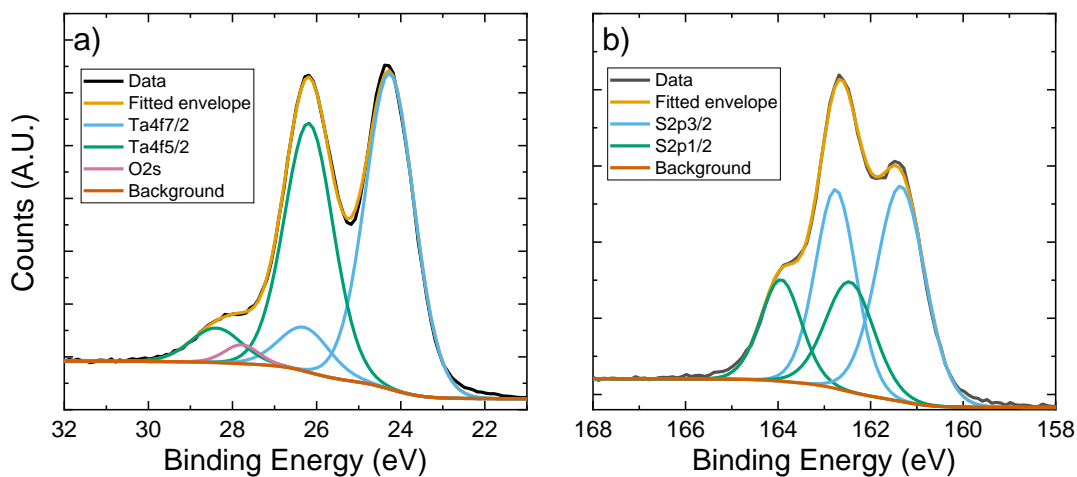 a)
Data
Fitted envelope
Ta4f7/2
Ta4f5/2
O2s
Background
Counts (A.U.)
32 30 28 26 24 22
Binding Energy (eV)
b)
Data
Fitted envelope
S2p3/2
S2p1/2
Background
168 166 164 162 160 158
Binding Energy (eV)